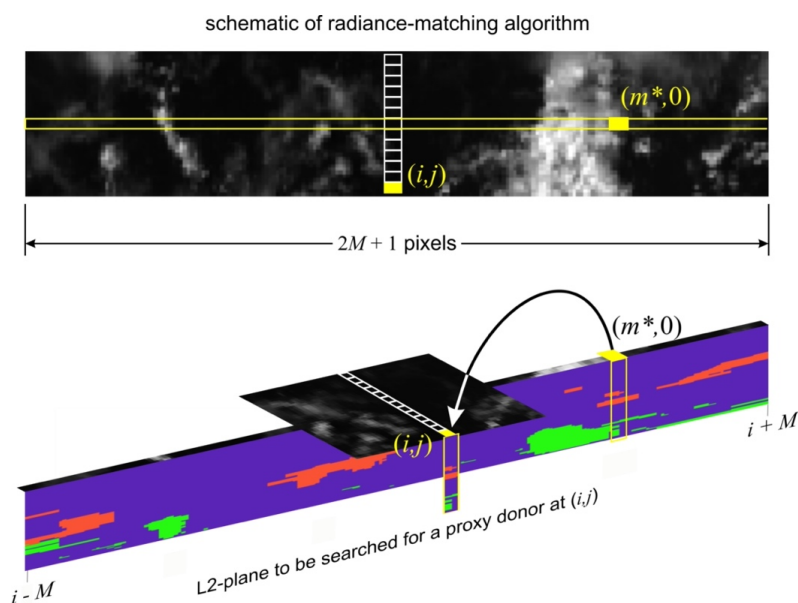 schematic of radiance-matching algorithm
(m*,0)
(i,j)
2M + 1 pixels
(m*,0)
(i,j)
i + M
L2-plane to be searched for a proxy donor at (i,j)
i - M